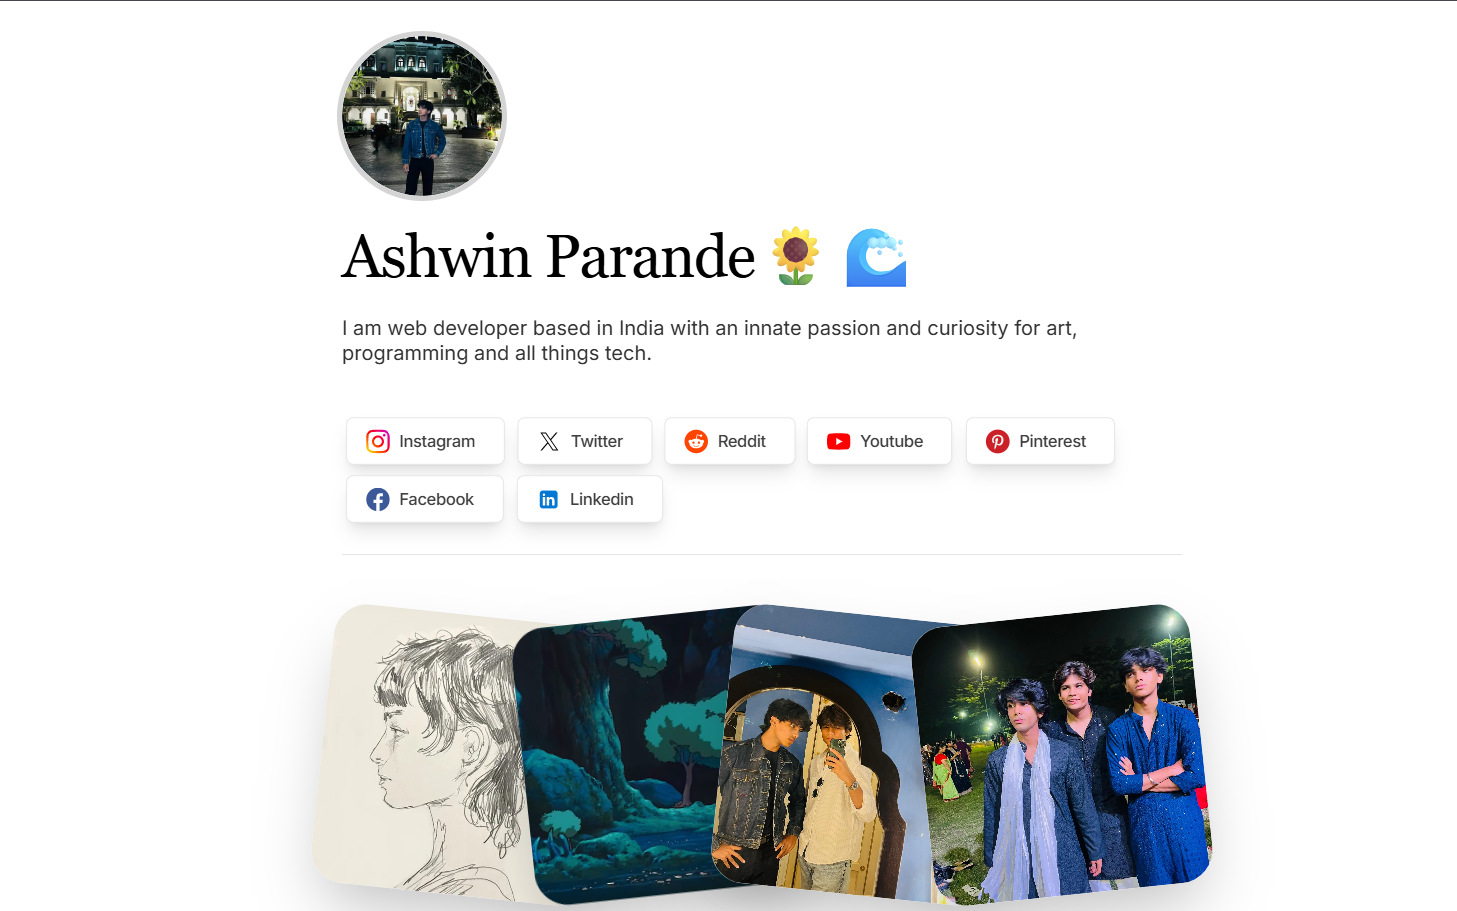 Ashwin Parande🌻 🌊
I am web developer based in India with an innate passion and curiosity for art,
programming and all things tech.
Instagram
Twitter
Reddit
Youtube
Pinterest
Facebook
Linkedin